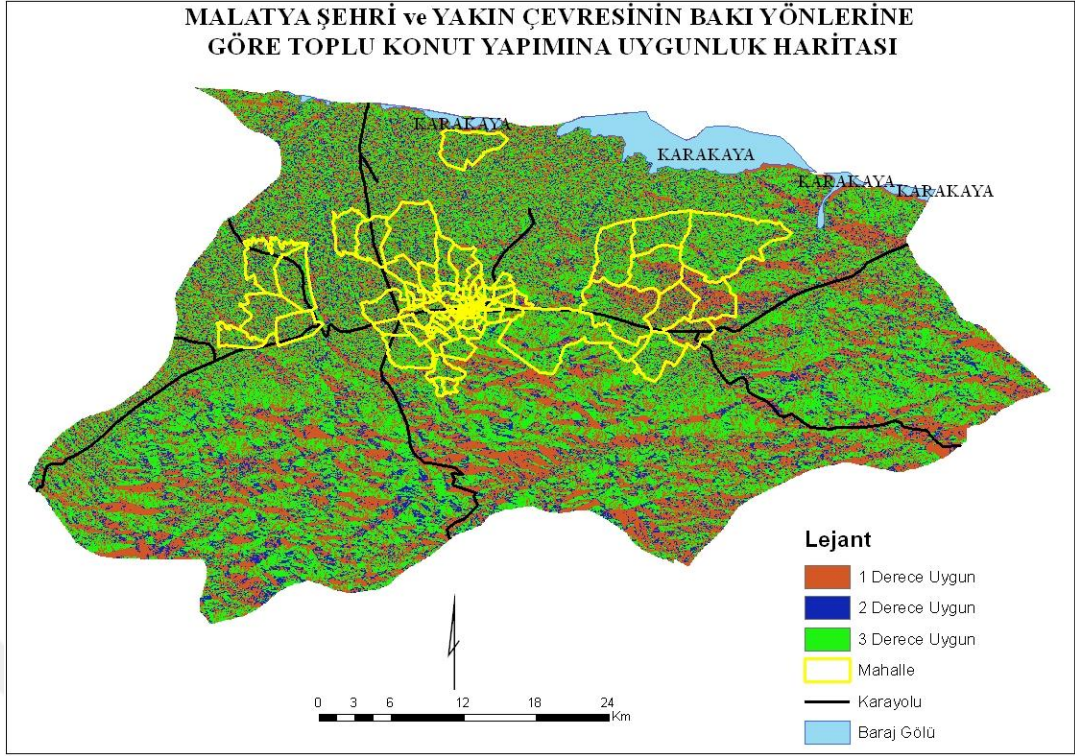 MALATYA ŞEHRİ ve YAKIN ÇEVRESİNİN BAKI YÖNLERİNE
GÖRE TOPLU KONUT YAPIMINA UYGUNLUK HARİTASI
KARAKAYA
KARAKAYA
KARAKAYA
KARAKAYA
Lejant
1 Derece Uygun
2 Derece Uygun
3 Derece Uygun
Mahalle
Karayolu
Baraj Gölü
0 3 6 12 18 24
Km